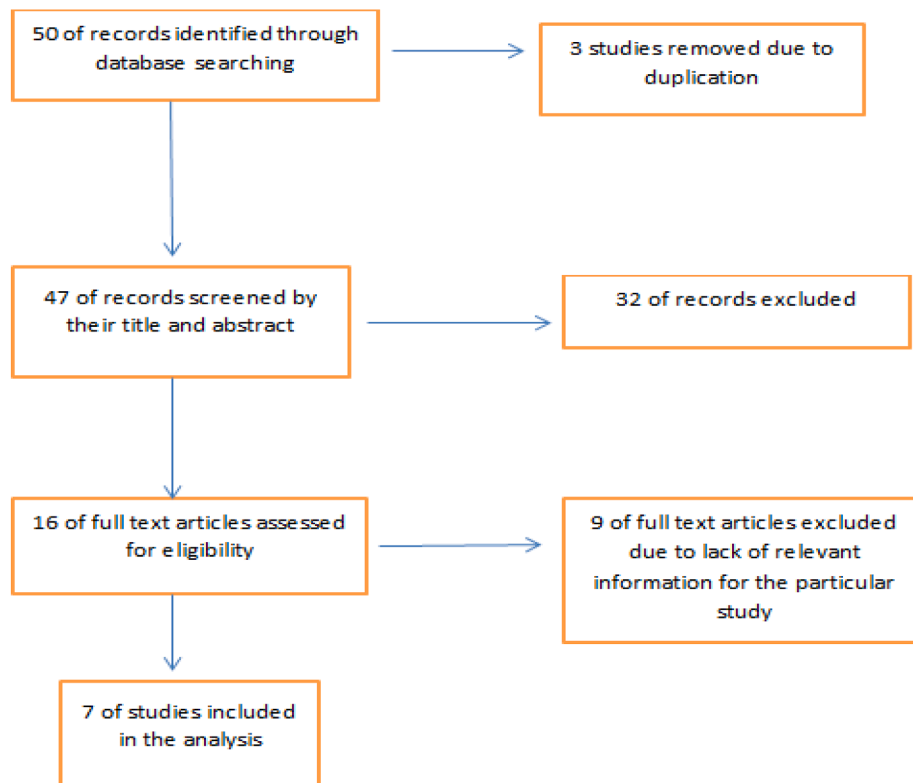 50 of records identified through
database searching
3 studies removed due to
duplication
47 of records screened by
their title and abstract
32 of records excluded
16 of full text articles assessed
for eligibility
9 of full text articles excluded
due to lack of relevant
information for the particular
study
7 of studies included
in the analysis